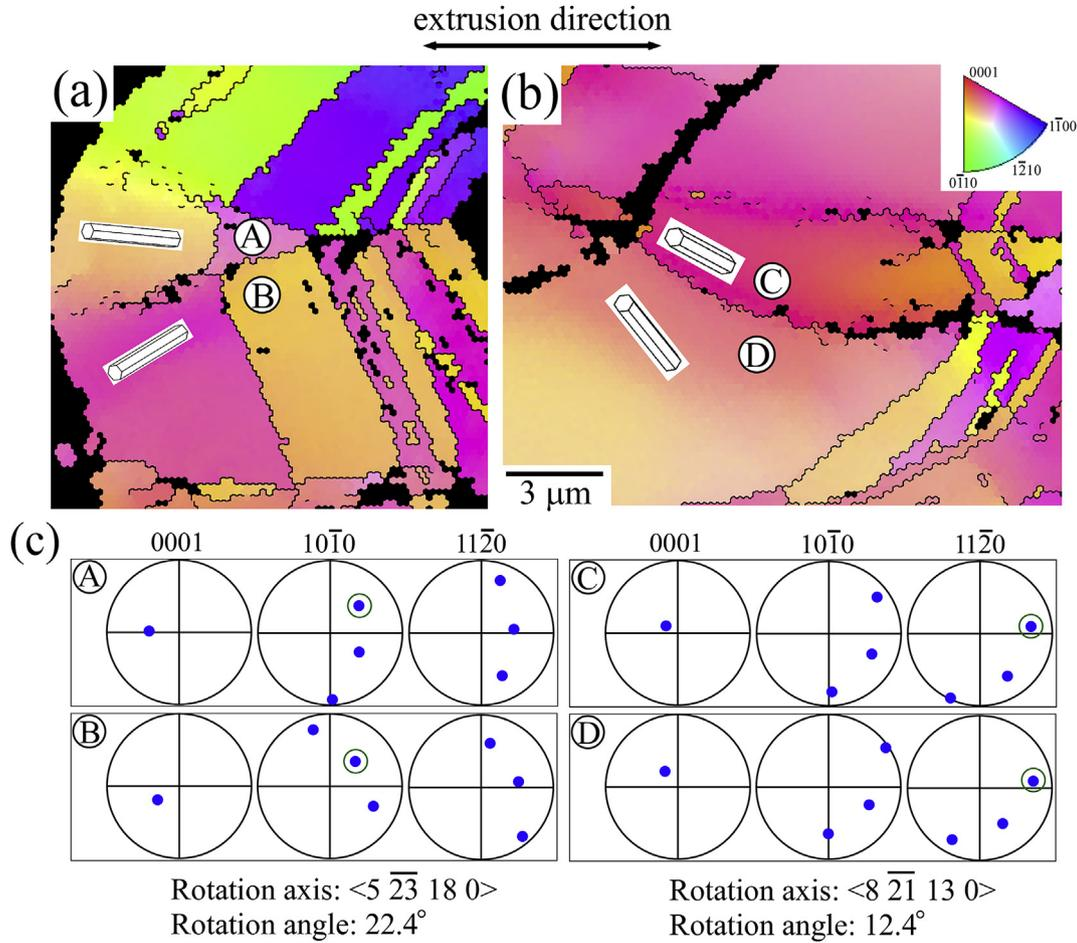 extrusion direction
(a)
(b)
0001
1̅100
12̅10
01̅10
A
B
C
D
3 µm
(c)
0001 101̅0 112̅0
0001 101̅0 112̅0
A
C
B
D
Rotation axis: <5 2̅3̅ 18 0>
Rotation angle: 22.4°
Rotation axis: <8 2̅1̅ 13 0>
Rotation angle: 12.4°